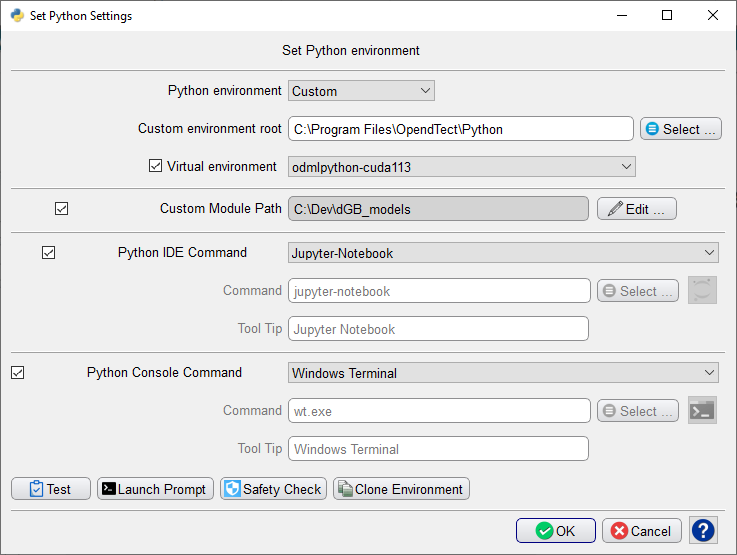 Set Python Settings
Set Python environment
Python environment Custom
Custom environment root C:\Program Files\OpendTect\Python Select ...
Virtual environment odmlpython-cuda113
Custom Module Path C:\Dev\dGB_models Edit ...
Python IDE Command Jupyter-Notebook
Command jupyter-notebook Select ...
Tool Tip Jupyter Notebook
Python Console Command Windows Terminal
Command wt.exe Select ...
Tool Tip Windows Terminal
Test Launch Prompt Safety Check Clone Environment
OK Cancel ?